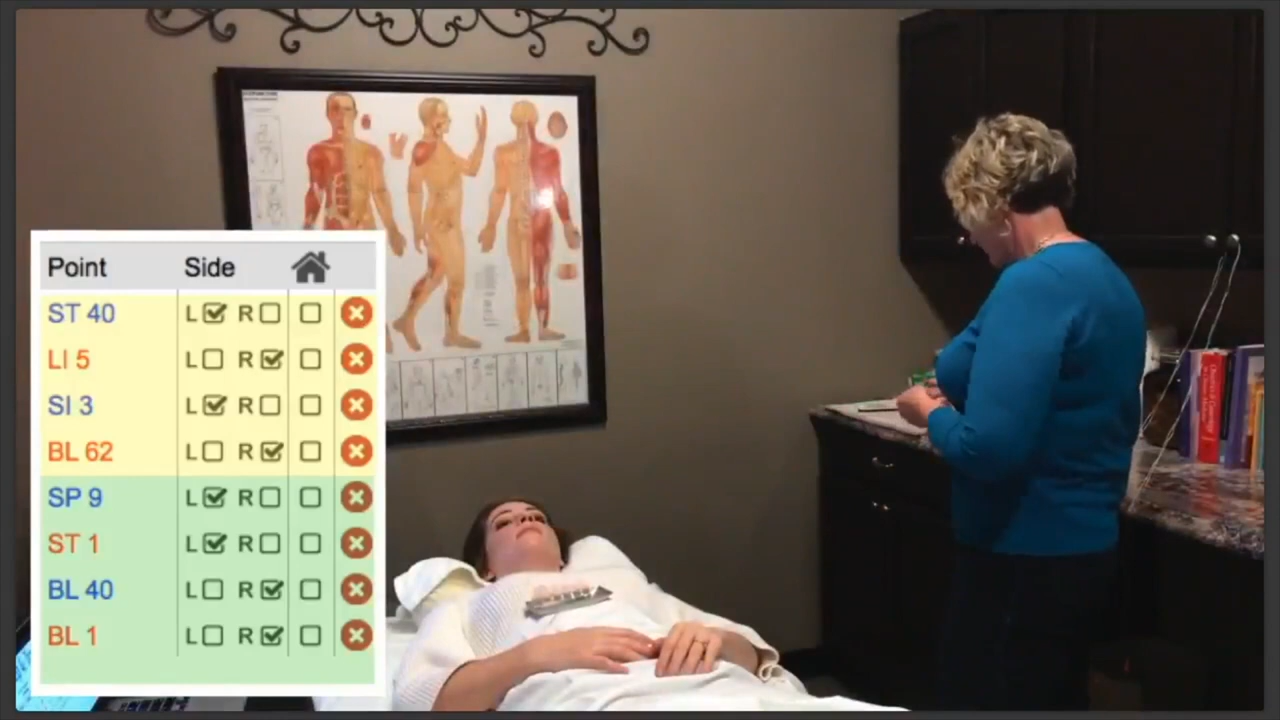 Point Side
ST 40 L R
LI 5 L R
SI 3 L R
BL 62 L R
SP 9 L R
ST 1 L R
BL 40 L R
BL 1 L R